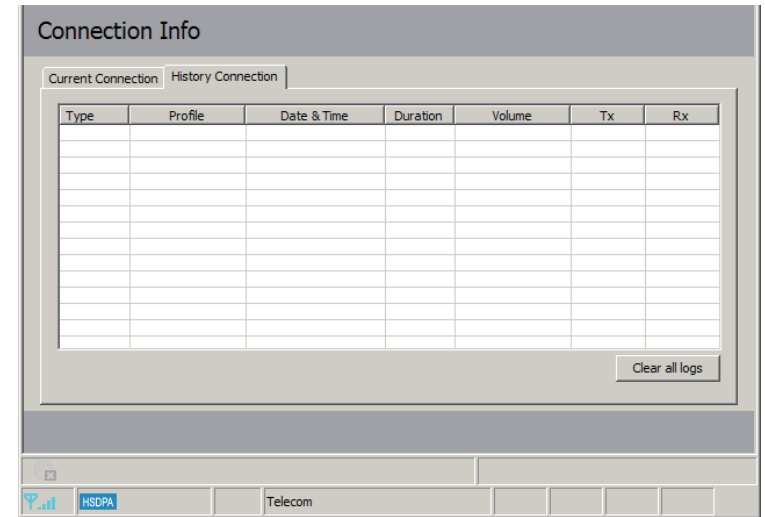 Connection Info
Current Connection History Connection
Type Profile Date & Time Duration Volume Tx Rx
Clear all logs
HSDPA Telecom